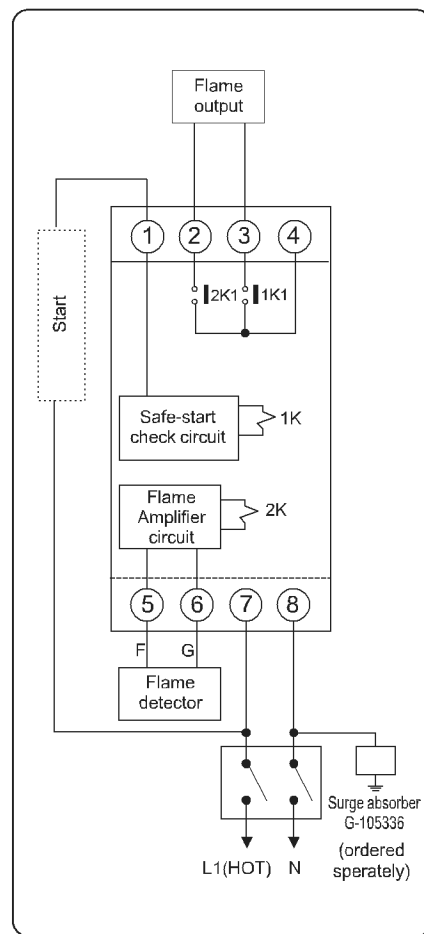 Flame
output
1
2
3
4
2K1
1K1
Start
Safe-start
check circuit
1K
Flame
Amplifier
circuit
2K
5
6
7
8
F
G
Flame
detector
Surge absorber
G-105336
(ordered
sperately)
L1(HOT)
N